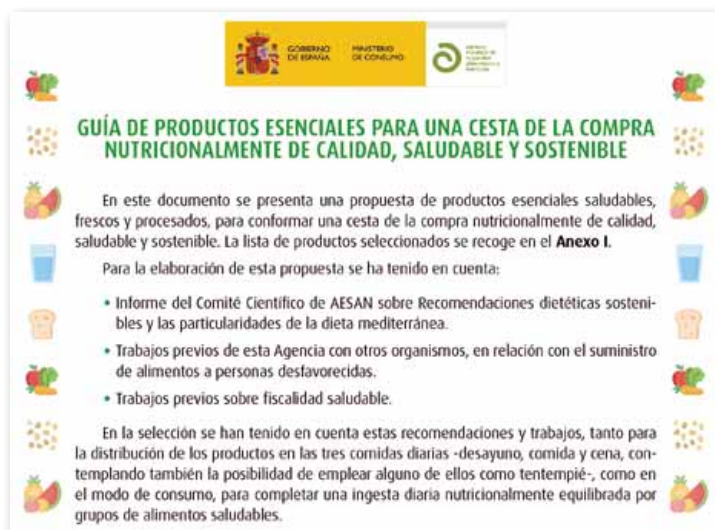 GOBIERNO
DE ESPAÑA
MINISTERIO
DE CONSUMO
GUÍA DE PRODUCTOS ESENCIALES PARA UNA CESTA DE LA COMPRA
NUTRICIONALMENTE DE CALIDAD, SALUDABLE Y SOSTENIBLE
En este documento se presenta una propuesta de productos esenciales saludables,
frescos y procesados, para conformar una cesta de la compra nutricionalmente de calidad,
saludable y sostenible. La lista de productos seleccionados se recoge en el Anexo I.
Para la elaboración de esta propuesta se ha tenido en cuenta:
• Informe del Comité Científico de AESAN sobre Recomendaciones dietéticas sosteni-
bles y las particularidades de la dieta mediterránea.
• Trabajos previos de esta Agencia con otros organismos, en relación con el suministro
de alimentos a personas desfavorecidas.
• Trabajos previos sobre fiscalidad saludable.
En la selección se han tenido en cuenta estas recomendaciones y trabajos, tanto para
la distribución de los productos en las tres comidas diarias -desayuno, comida y cena, con-
templando también la posibilidad de emplear alguno de ellos como tentempié-, como en
el modo de consumo, para completar una ingesta diaria nutricionalmente equilibrada por
grupos de alimentos saludables.